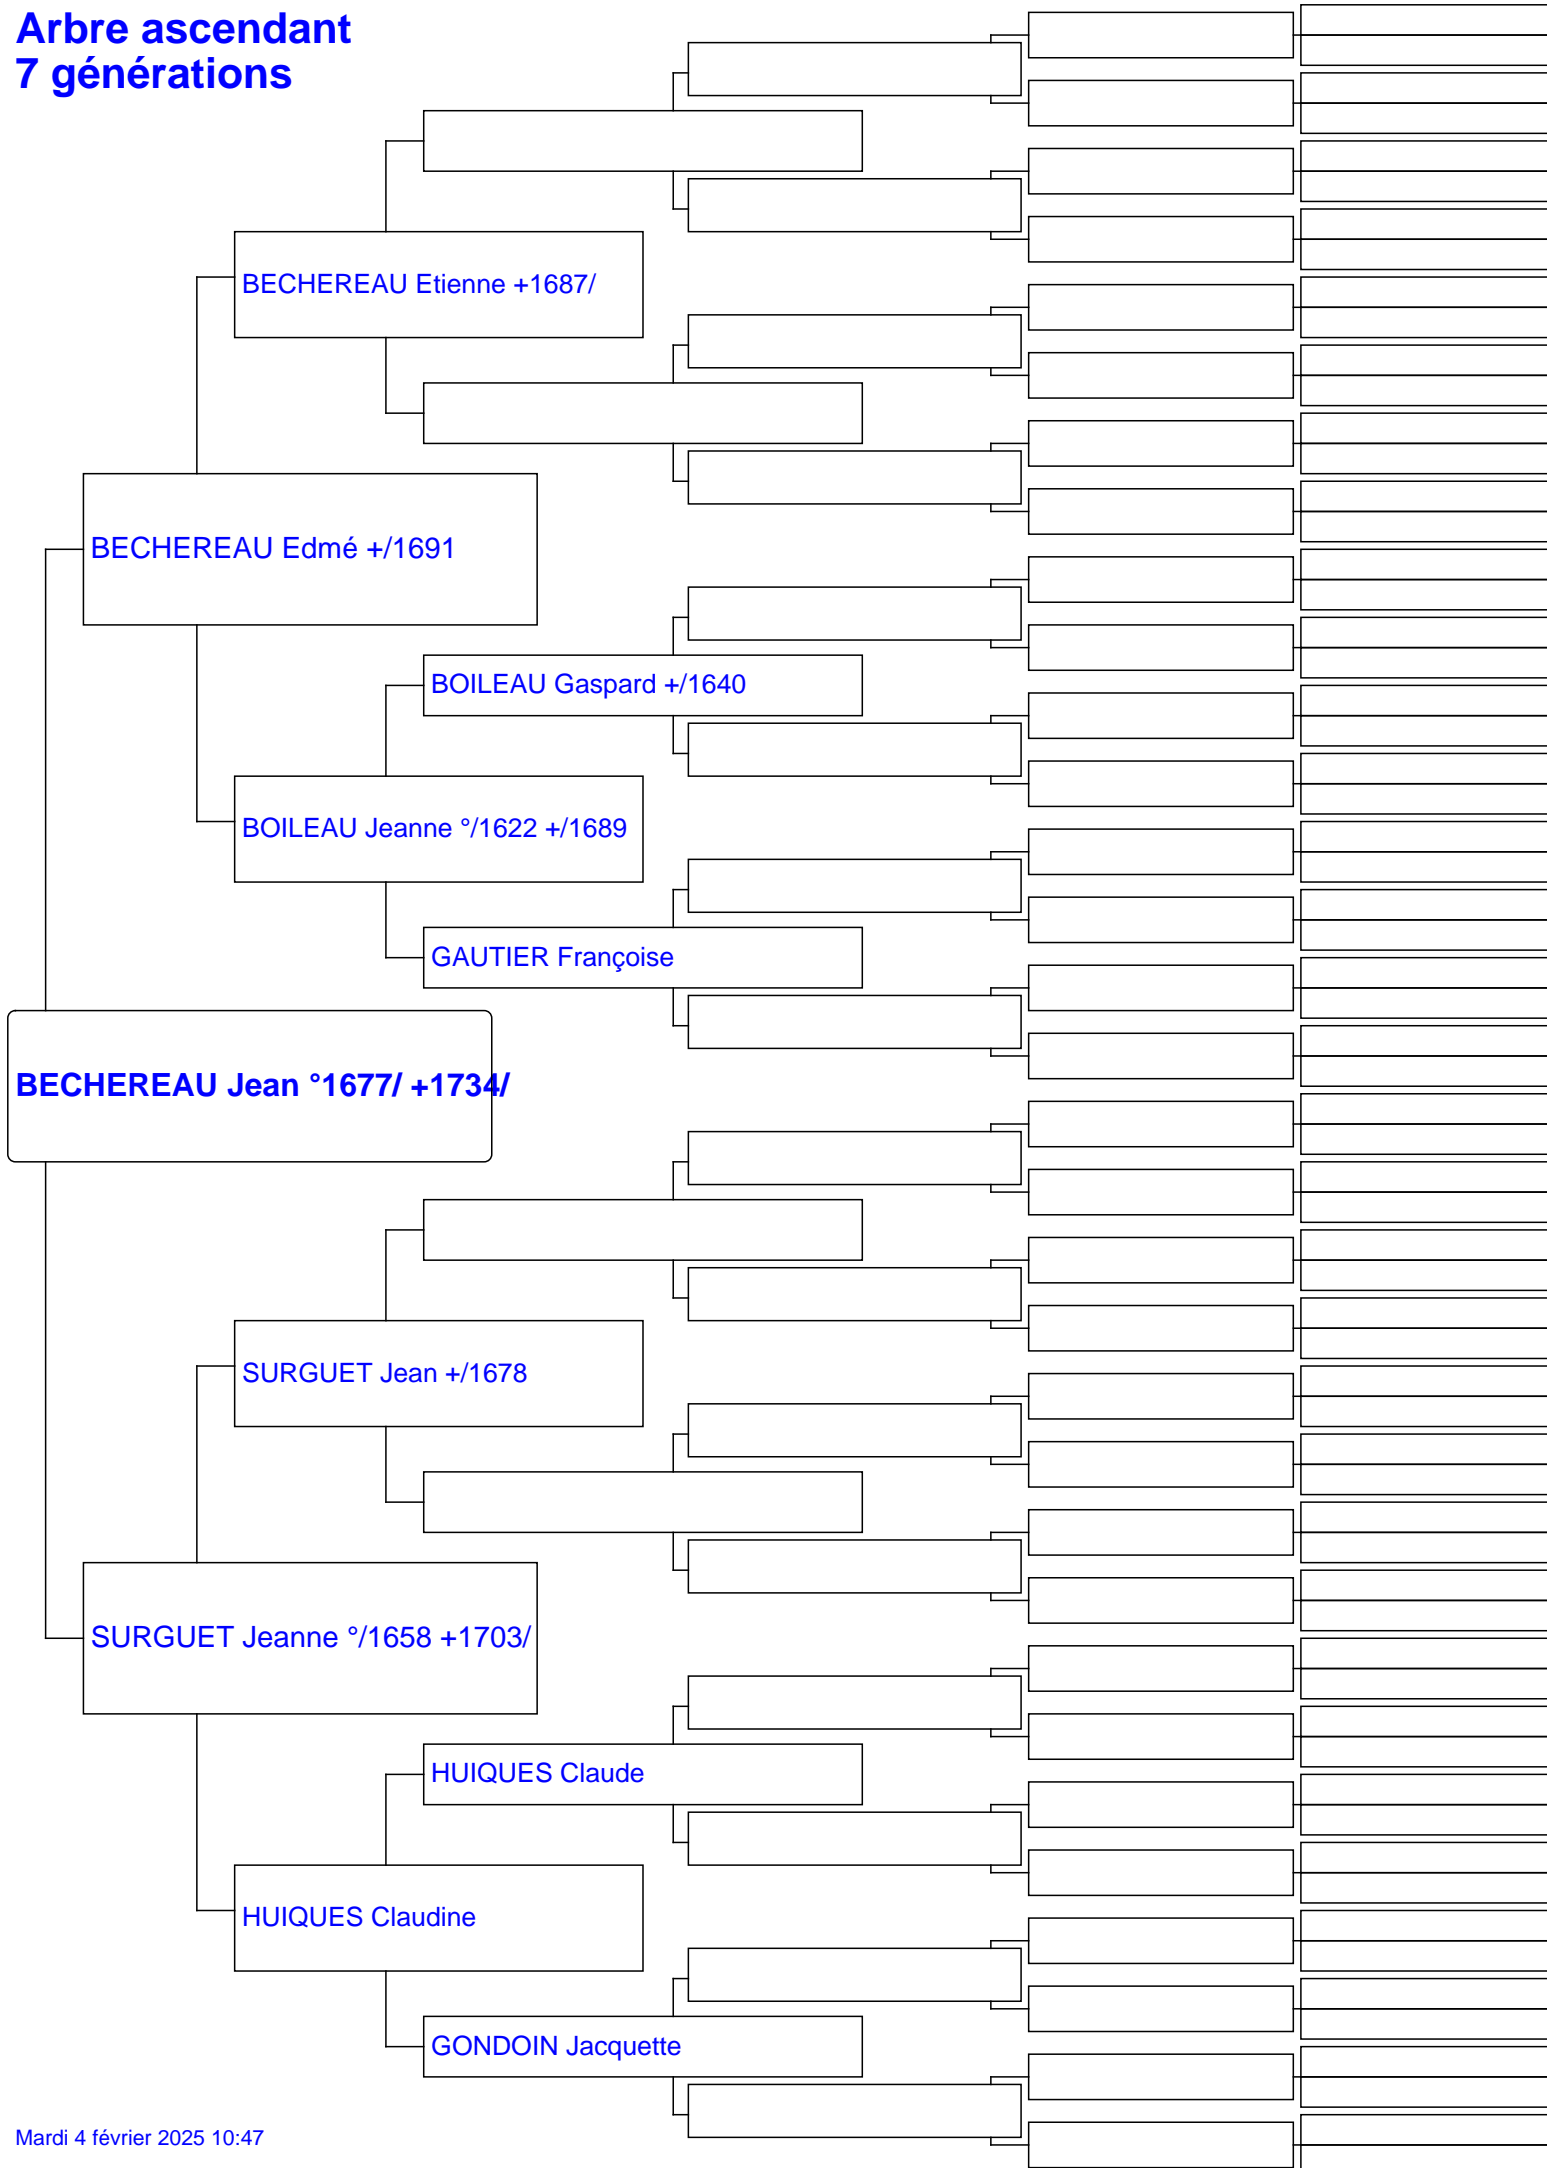 Arbre ascendant
7 générations
BECHEREAU Etienne +1687/
BECHEREAU Edmé +/1691
BOILEAU Gaspard +/1640
BOILEAU Jeanne °/1622 +/1689
GAUTIER Françoise
BECHEREAU Jean °1677/ +1734/
SURGUET Jean +/1678
SURGUET Jeanne °/1658 +1703/
HUIQUES Claude
HUIQUES Claudine
GONDOIN Jacquette
Mardi 4 février 2025 10:47